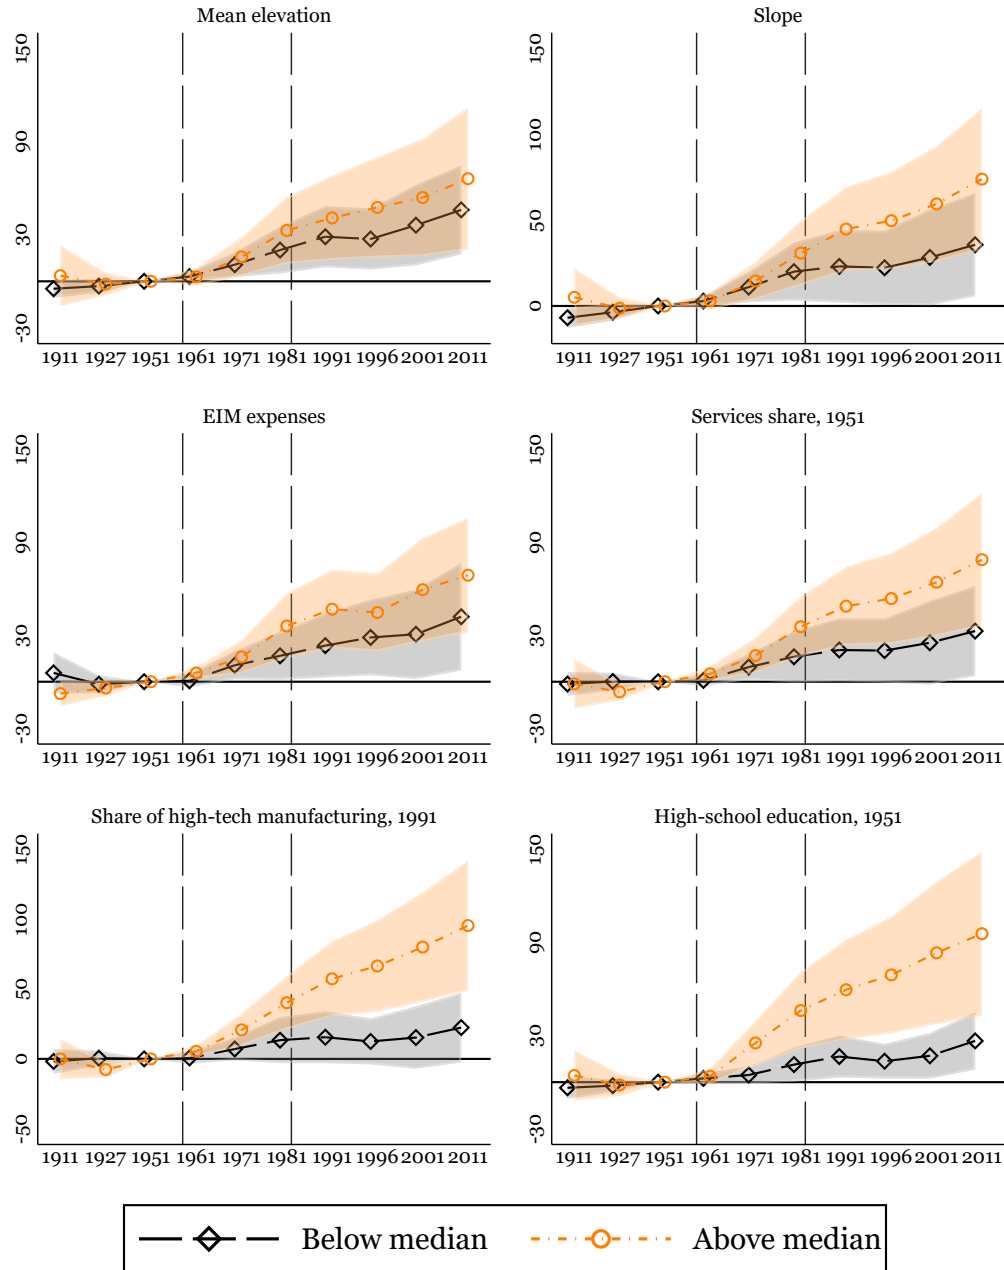 Mean elevation
150
90
30
-30
1911 1927 1951 1961 1971 1981 1991 1996 2001 2011
Slope
150
100
50
0
1911 1927 1951 1961 1971 1981 1991 1996 2001 2011
EIM expenses
150
90
30
-30
1911 1927 1951 1961 1971 1981 1991 1996 2001 2011
Services share, 1951
150
90
30
-30
1911 1927 1951 1961 1971 1981 1991 1996 2001 2011
Share of high-tech manufacturing, 1991
150
100
50
0
-50
1911 1927 1951 1961 1971 1981 1991 1996 2001 2011
High-school education, 1951
150
90
30
-30
1911 1927 1951 1961 1971 1981 1991 1996 2001 2011
Below median
Above median